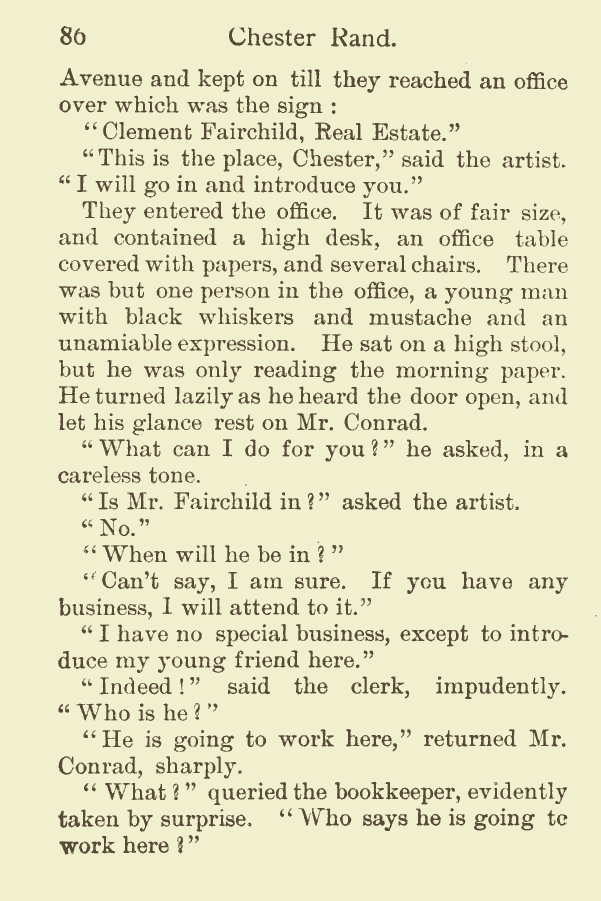 86 Chester Rand.
Avenue and kept on till they reached an office
over which was the sign :
“Clement Fairchild, Real Estate.”
“This is the place, Chester,” said the artist.
“I will go in and introduce you.”
They entered the office. It was of fair size,
and contained a high desk, an office table
covered with papers, and several chairs. There
was but one person in the office, a young man
with black whiskers and mustache and an
unamiable expression. He sat on a high stool,
but he was only reading the morning paper.
He turned lazily as he heard the door open, and
let his glance rest on Mr. Conrad.
“What can I do for you?” he asked, in a
careless tone.
“Is Mr. Fairchild in?” asked the artist.
“No.”
“When will he be in?”
“Can’t say, I am sure. If you have any
business, I will attend to it.”
“I have no special business, except to intro-
duce my young friend here.”
“Indeed!” said the clerk, impudently.
“Who is he?”
“He is going to work here,” returned Mr.
Conrad, sharply.
“What?” queried the bookkeeper, evidently
taken by surprise. “Who says he is going to
work here?”